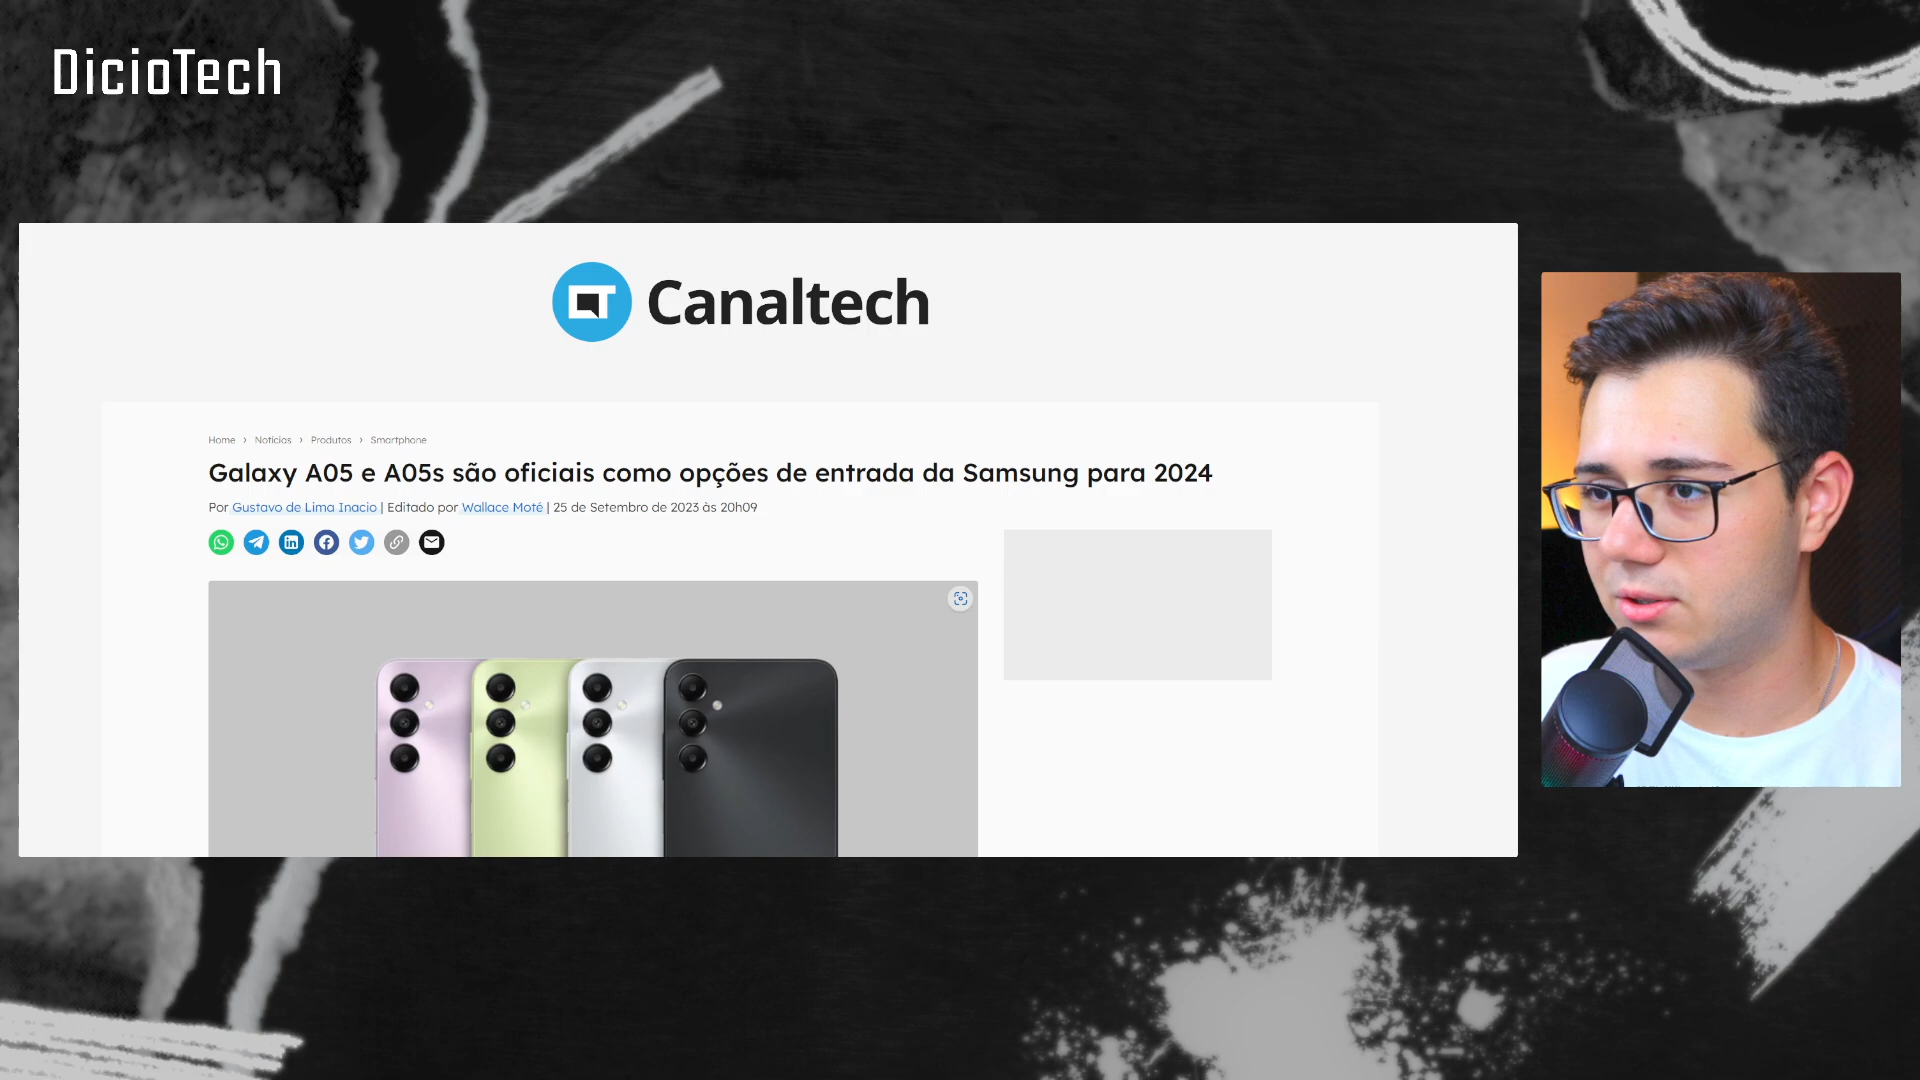 DicioTech
Canaltech
Home › Notícias › Produtos › Smartphone
Galaxy A05 e A05s são oficiais como opções de entrada da Samsung para 2024
Por Gustavo de Lima Inacio | Editado por Wallace Moté | 25 de Setembro de 2023 às 20h09